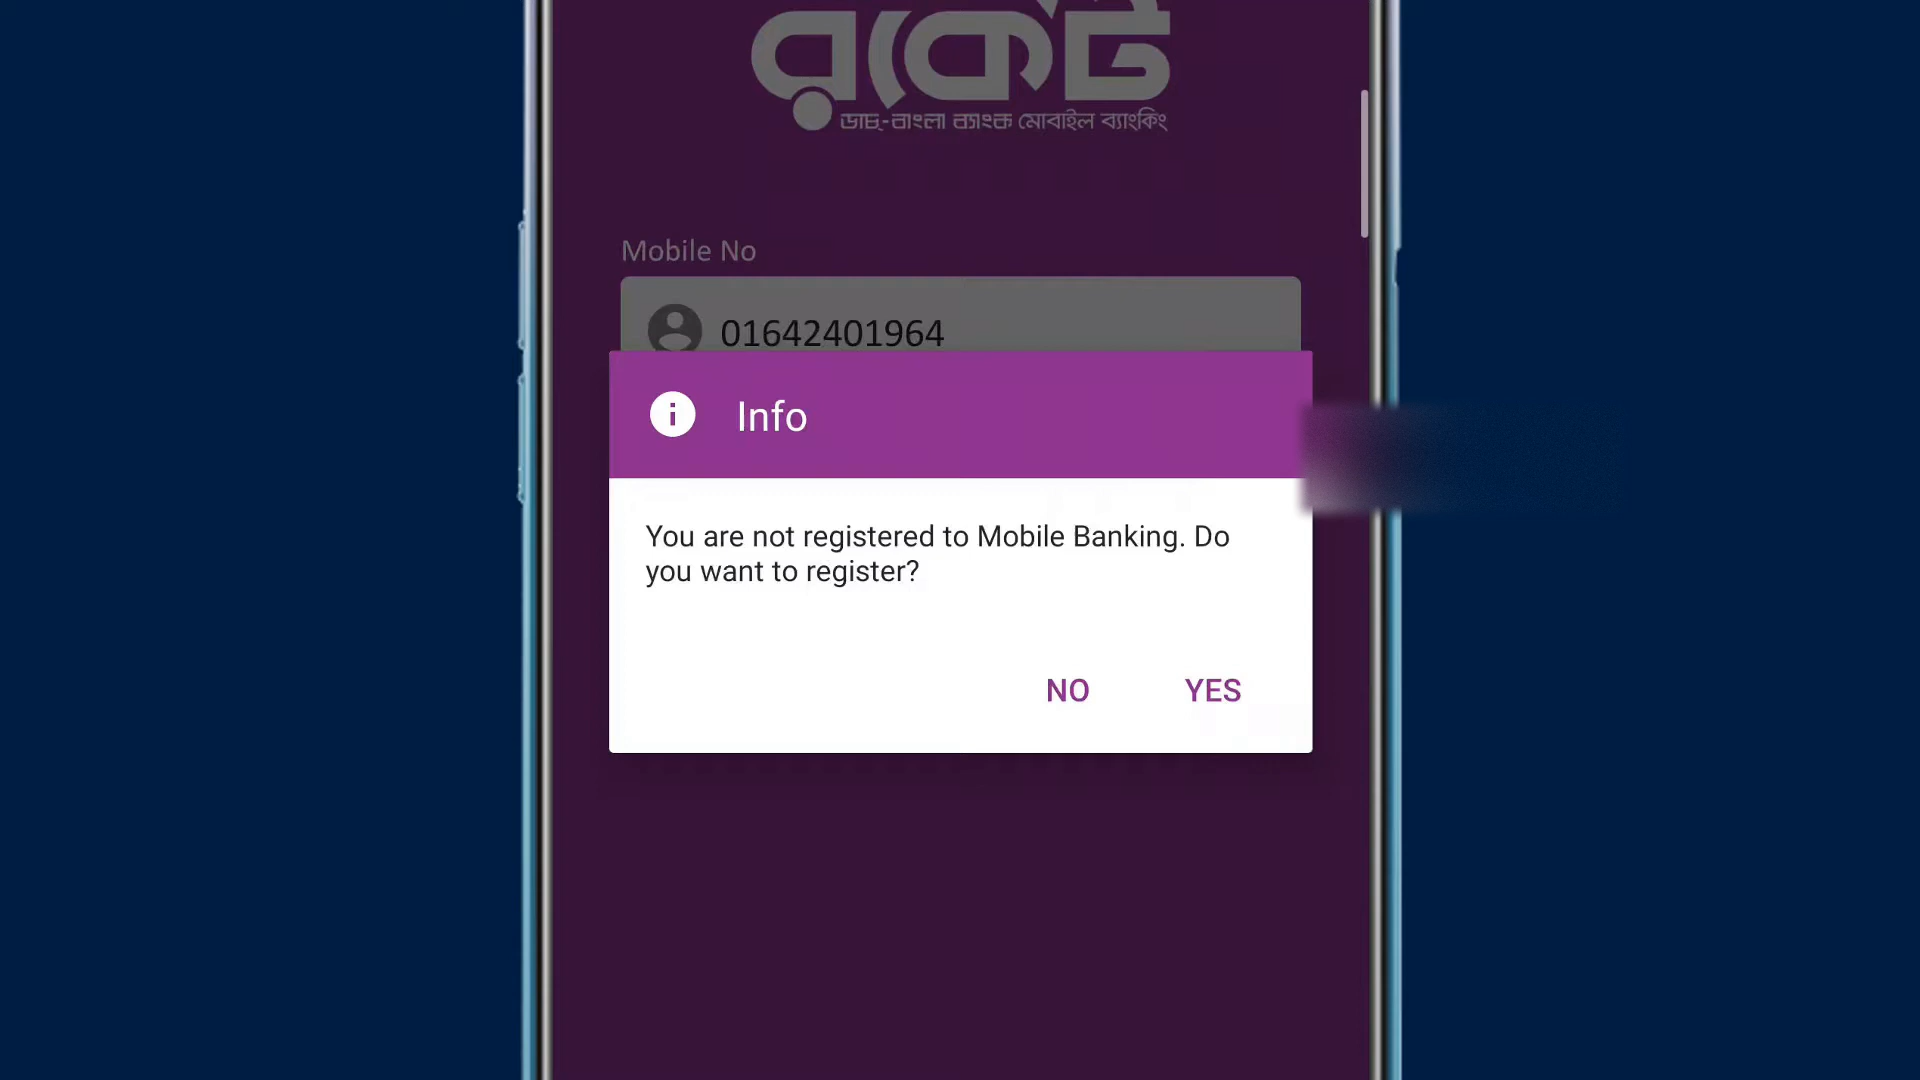 রকেট
ডাচ্-বাংলা ব্যাংক মোবাইল ব্যাংকিং
Mobile No
01642401964
Info
You are not registered to Mobile Banking. Do
you want to register?
NO YES